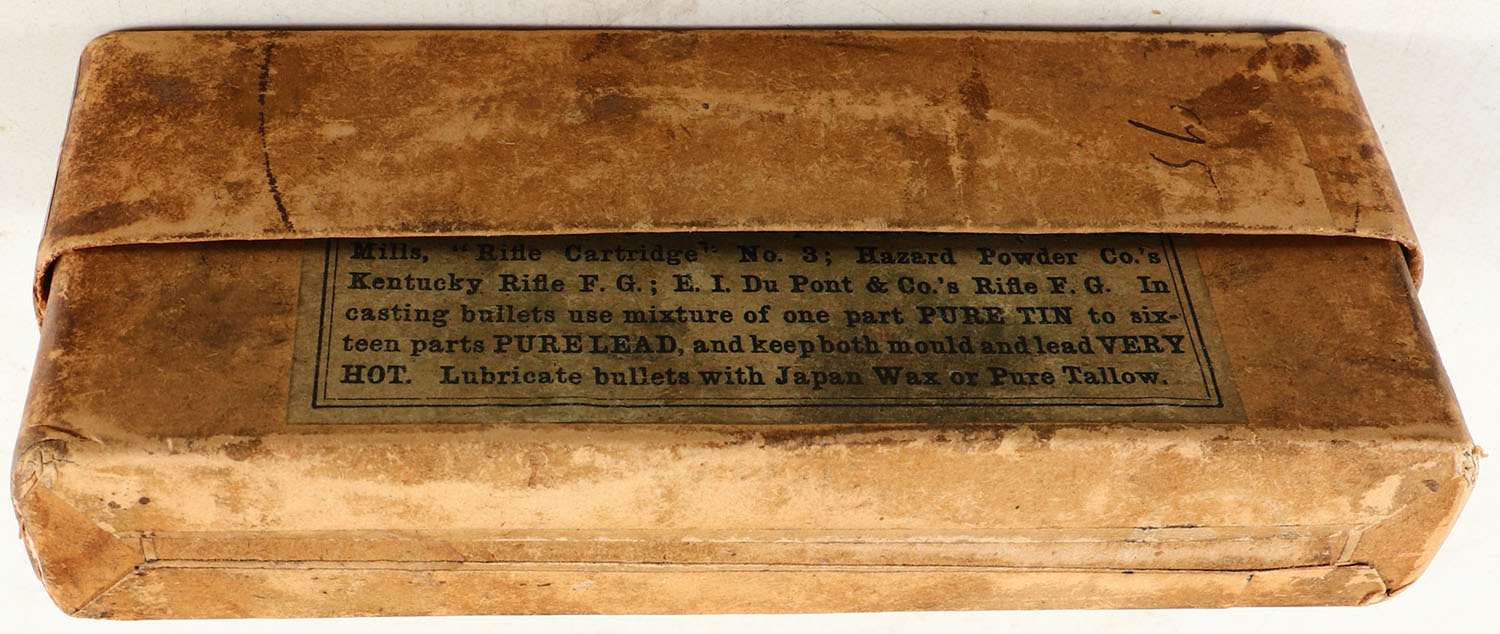 Mills, "Rifle Cartridge" No. 3; Hazard Powder Co.'s
Kentucky Rifle F. G.; E. I. Du Pont & Co.'s Rifle F. G. In
casting bullets use mixture of one part PURE TIN to six-
teen parts PURE LEAD, and keep both mould and lead VERY
HOT. Lubricate bullets with Japan Wax or Pure Tallow.